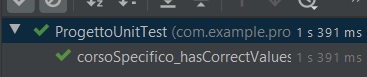 ProgettoUnitTest (com.example.pro 1 s 391 ms
corsoSpecifico_hasCorrectValues 1 s 391 ms